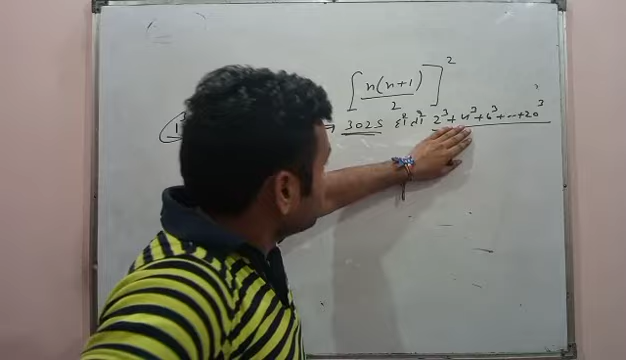 [n(n+1)/2]²
⇒ 3025 है तो 2³+4³+6³+---+20³